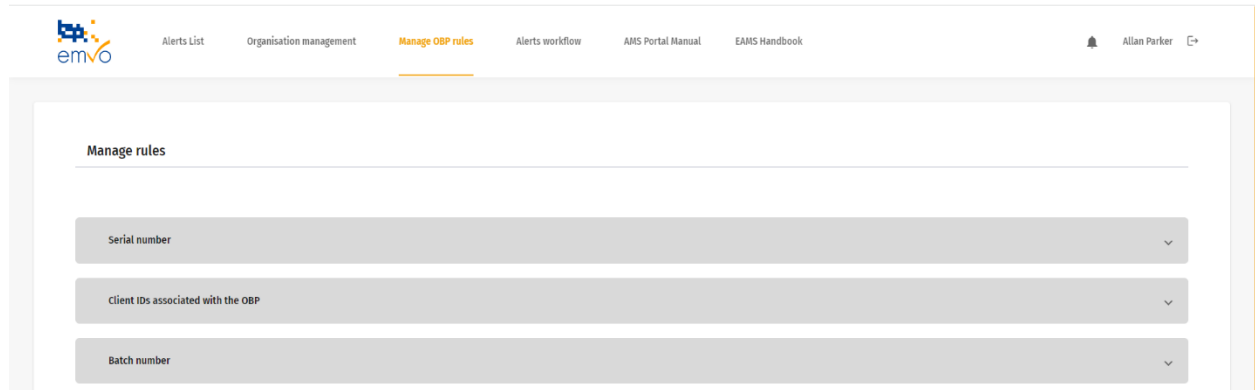 emvo
Alerts List Organisation management Manage OBP rules Alerts workflow AMS Portal Manual EAMS Handbook Allan Parker
Manage rules
Serial number
Client IDs associated with the OBP
Batch number